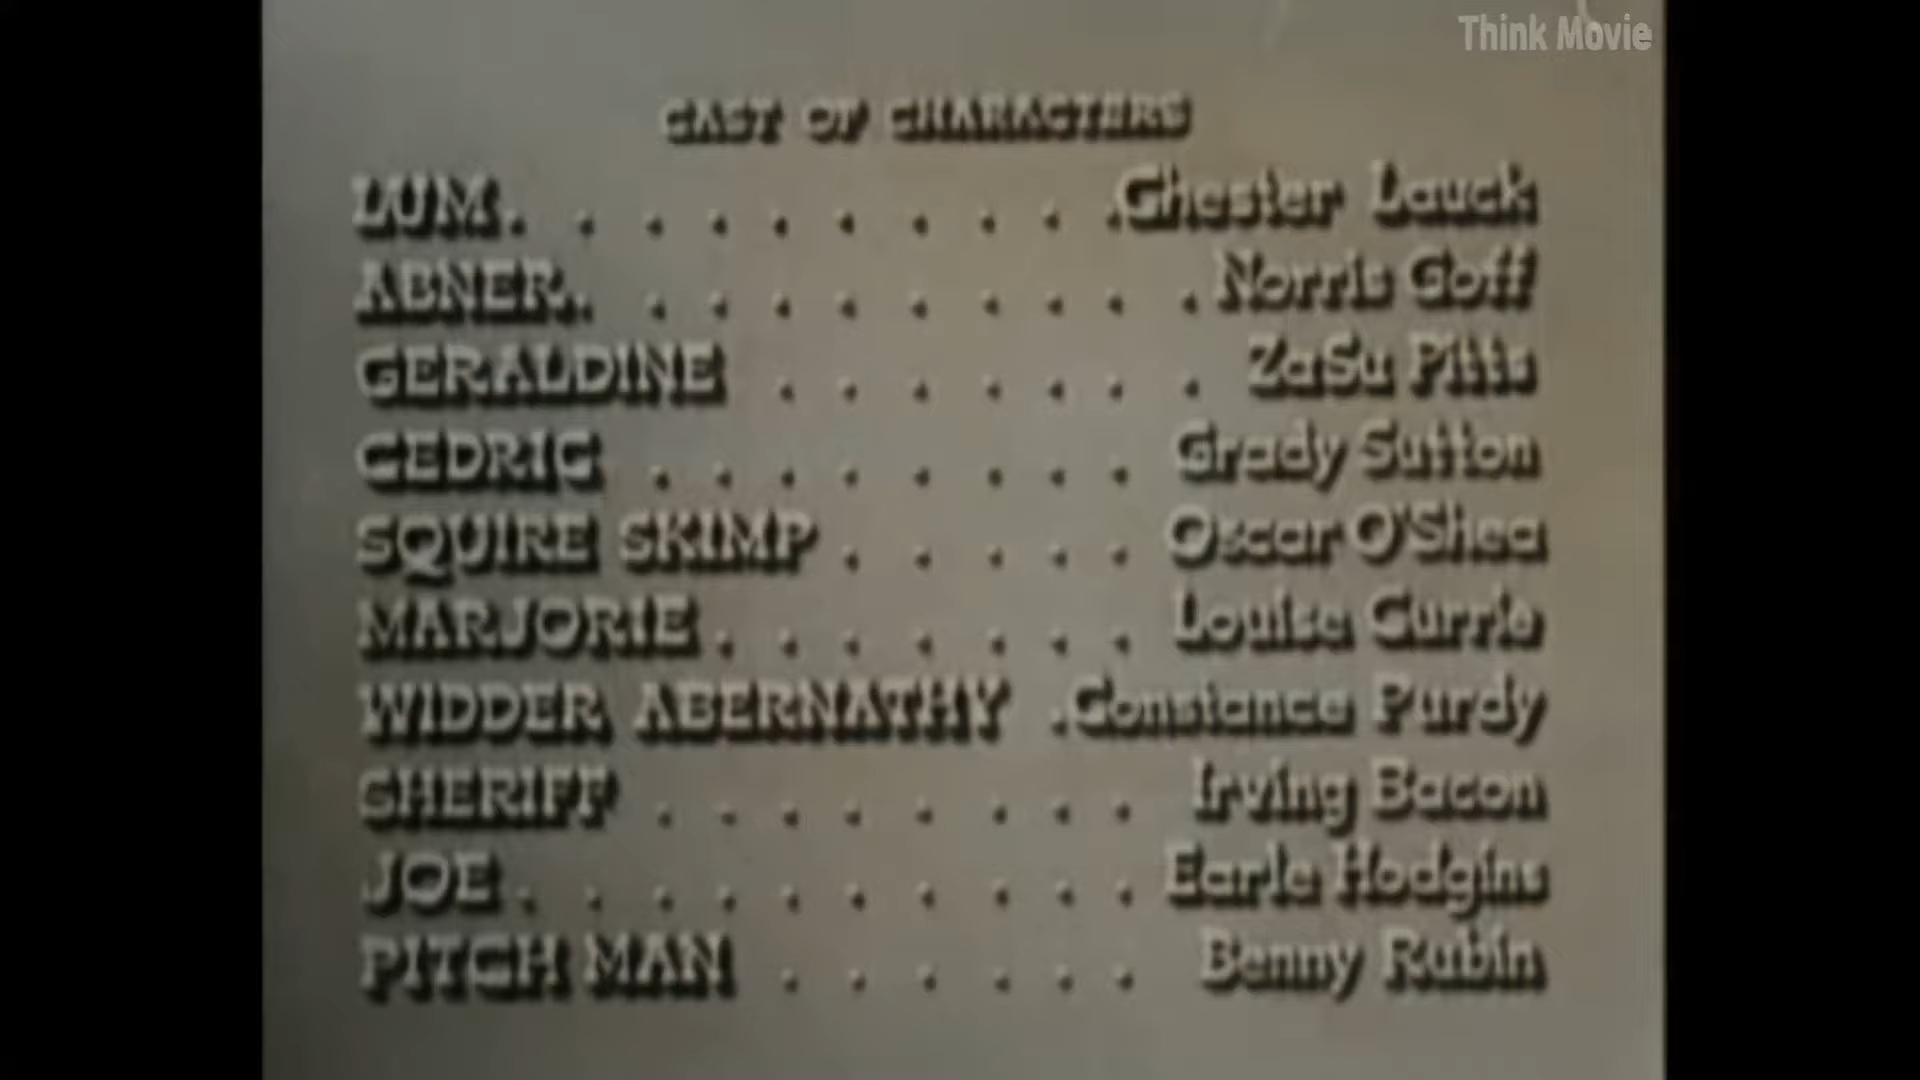 Think Movie
CAST OF CHARACTERS
LUM. . . . . . . . . .Chester Lauck
ABNER.. . . . . . . . . .Norris Goff
GERALDINE . . . . . . . ZaSu Pitts
CEDRIC . . . . . . . . Grady Sutton
SQUIRE SKIMP . . . . . Oscar O'Shea
MARJORIE . . . . . . . Louise Currie
WIDDER ABERNATHY .Constance Purdy
SHERIFF . . . . . . . . Irving Bacon
JOE . . . . . . . . . . Earle Hodgins
PITCH MAN . . . . . . Benny Rubin